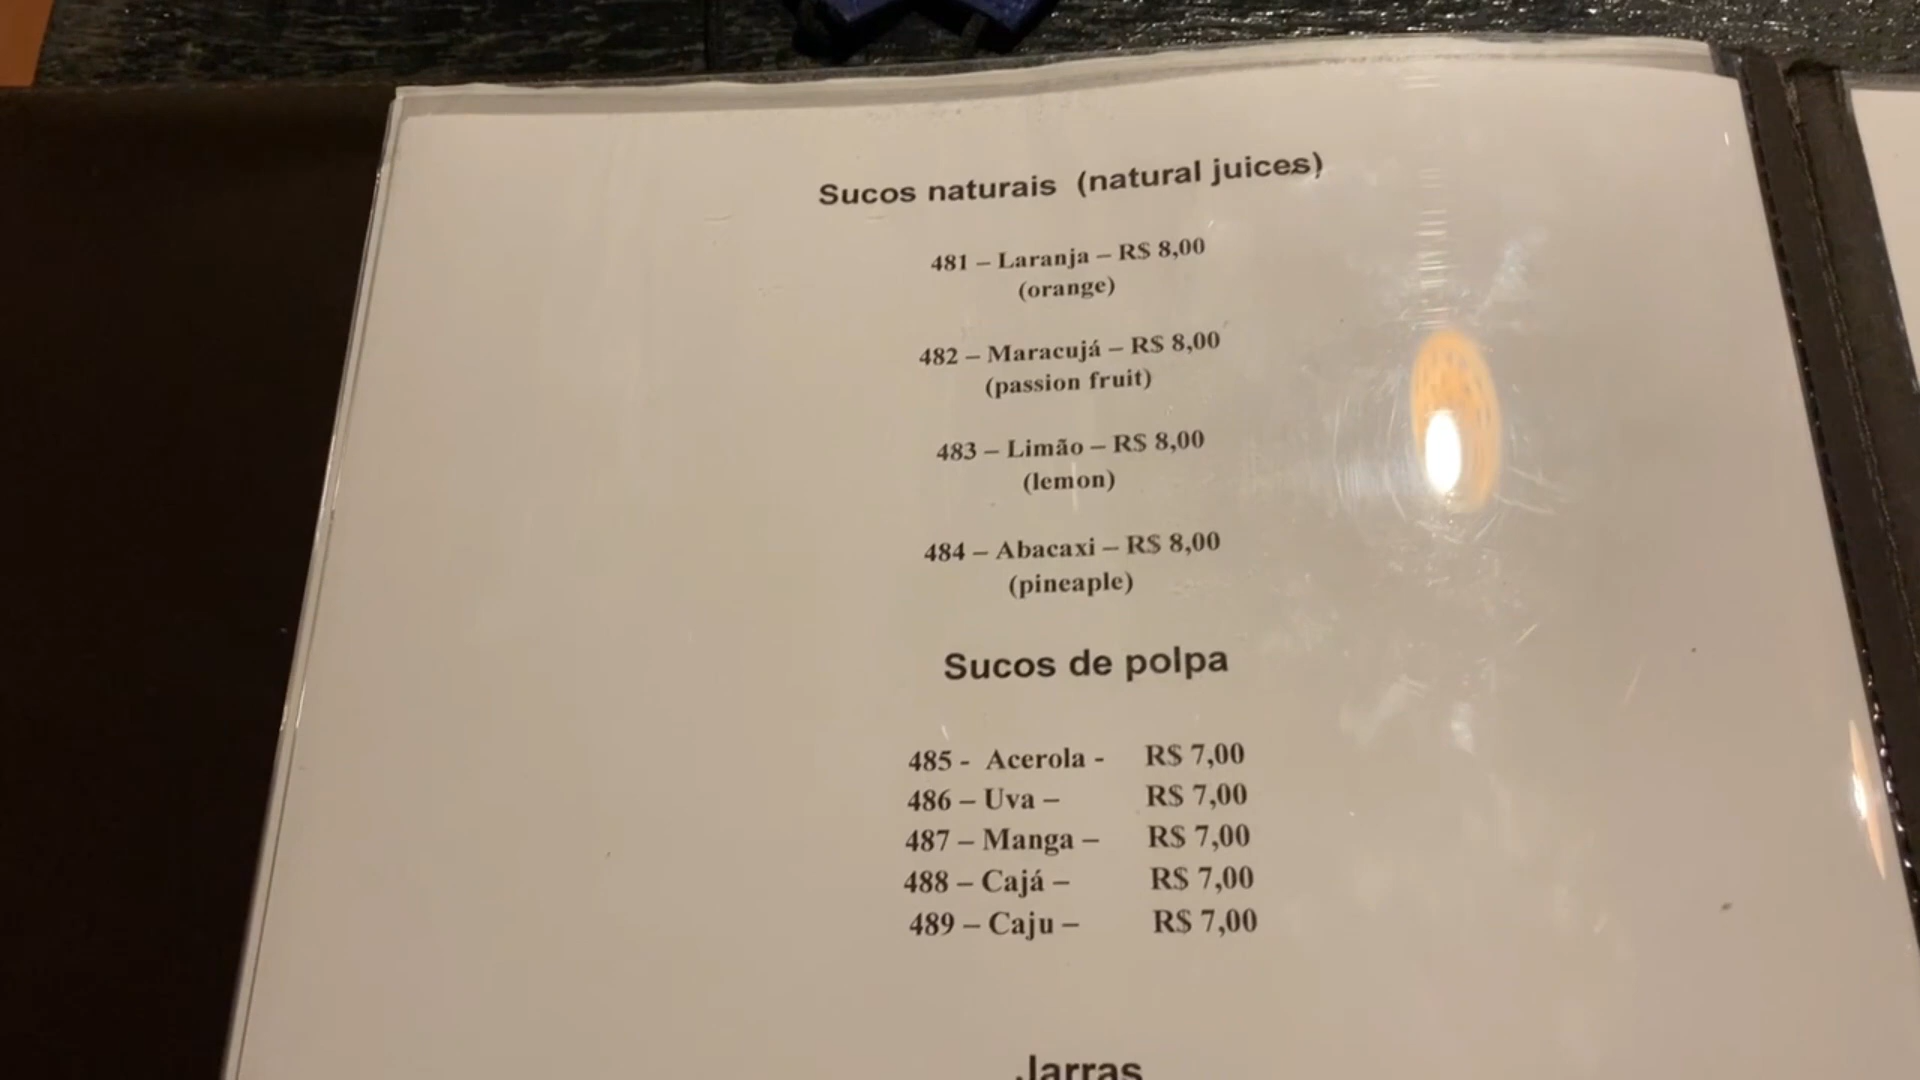 Sucos naturais (natural juices)
481 – Laranja – R$ 8,00
(orange)
482 – Maracujá – R$ 8,00
(passion fruit)
483 – Limão – R$ 8,00
(lemon)
484 – Abacaxi – R$ 8,00
(pineaple)
Sucos de polpa
485 - Acerola - R$ 7,00
486 – Uva – R$ 7,00
487 – Manga – R$ 7,00
488 – Cajá – R$ 7,00
489 – Caju – R$ 7,00
Jarras